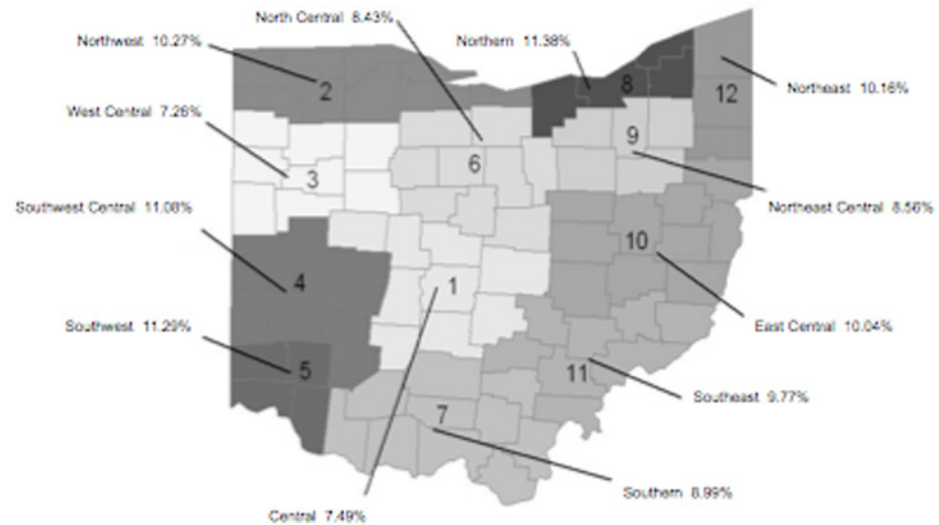 North Central 8.43%
Northwest 10.27%
Northern 11.38%
8
2
12
Northeast 10.16%
West Central 7.26%
9
6
3
Southwest Central 11.08%
Northeast Central 8.56%
10
4
1
Southwest 11.29%
East Central 10.04%
5
11
Southeast 9.77%
7
Southern 8.99%
Central 7.49%